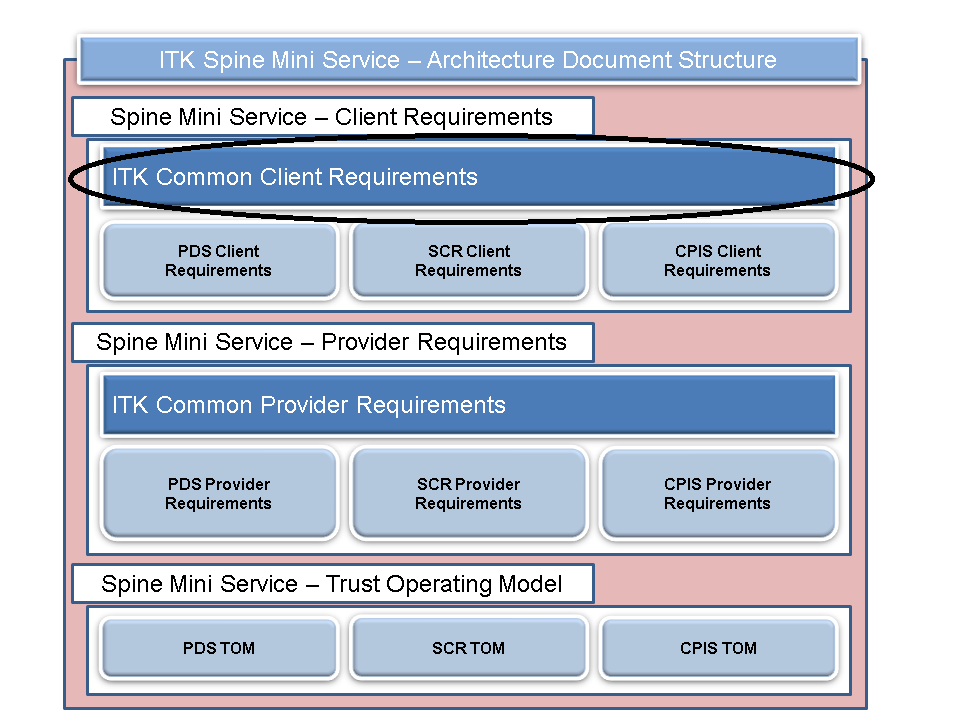 ITK Spine Mini Service – Architecture Document Structure
Spine Mini Service – Client Requirements
ITK Common Client Requirements
PDS Client
Requirements
SCR Client
Requirements
CPIS Client
Requirements
Spine Mini Service – Provider Requirements
ITK Common Provider Requirements
PDS Provider
Requirements
SCR Provider
Requirements
CPIS Provider
Requirements
Spine Mini Service – Trust Operating Model
PDS TOM
SCR TOM
CPIS TOM